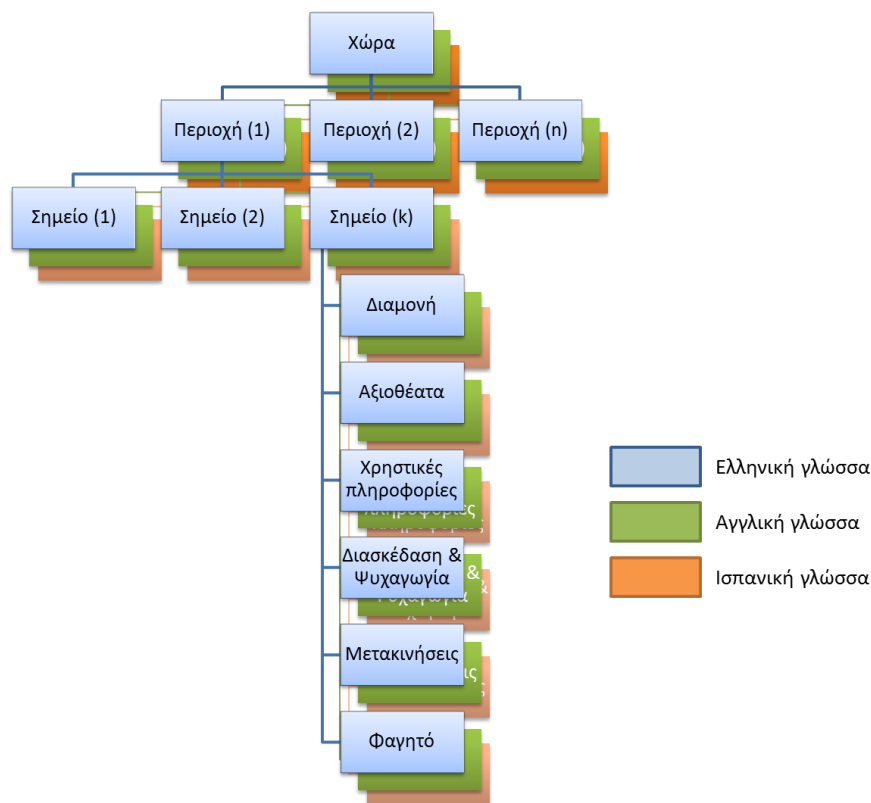 Χώρα
Περιοχή (1)
Περιοχή (2)
Περιοχή (n)
Σημείο (1)
Σημείο (2)
Σημείο (k)
Διαμονή
Αξιοθέατα
Χρηστικές
πληροφορίες
Διασκέδαση &
Ψυχαγωγία
Μετακινήσεις
Φαγητό
Ελληνική γλώσσα
Αγγλική γλώσσα
Ισπανική γλώσσα